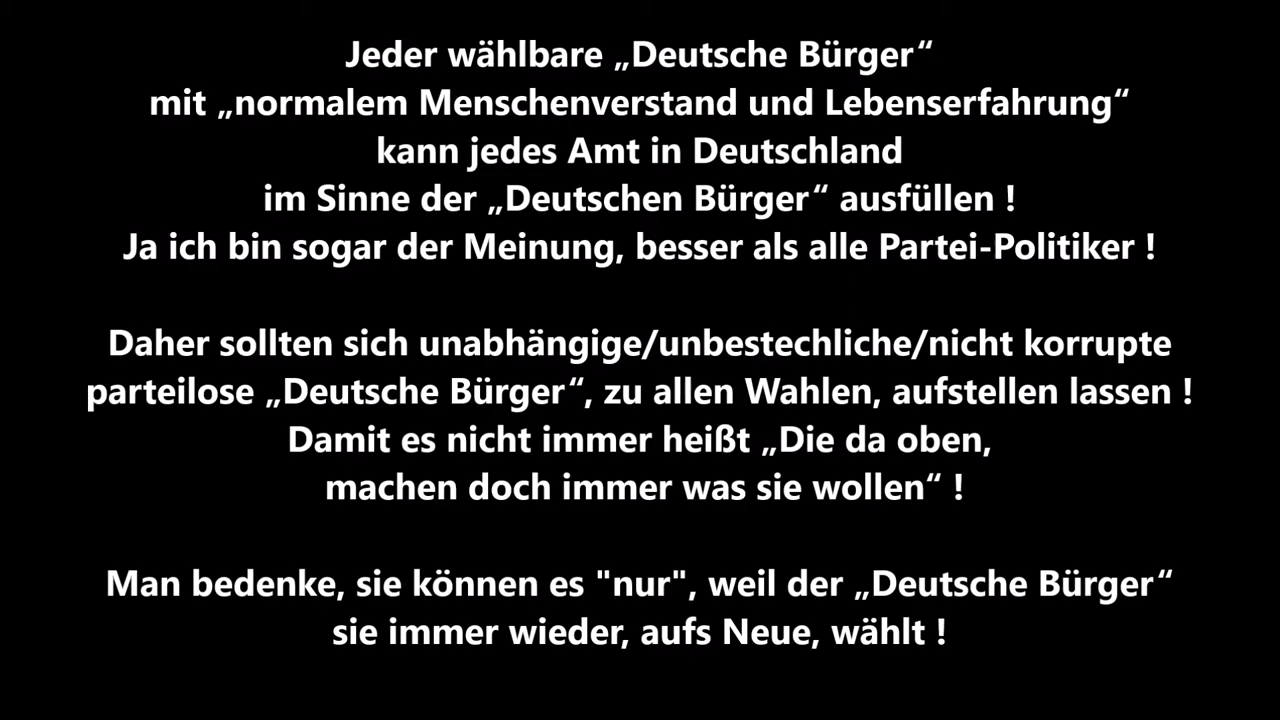 Jeder wählbare „Deutsche Bürger“
mit „normalem Menschenverstand und Lebenserfahrung“
kann jedes Amt in Deutschland
im Sinne der „Deutschen Bürger“ ausfüllen !
Ja ich bin sogar der Meinung, besser als alle Partei-Politiker !
Daher sollten sich unabhängige/unbestechliche/nicht korrupte
parteilose „Deutsche Bürger“, zu allen Wahlen, aufstellen lassen !
Damit es nicht immer heißt „Die da oben,
machen doch immer was sie wollen“ !
Man bedenke, sie können es "nur", weil der „Deutsche Bürger“
sie immer wieder, aufs Neue, wählt !